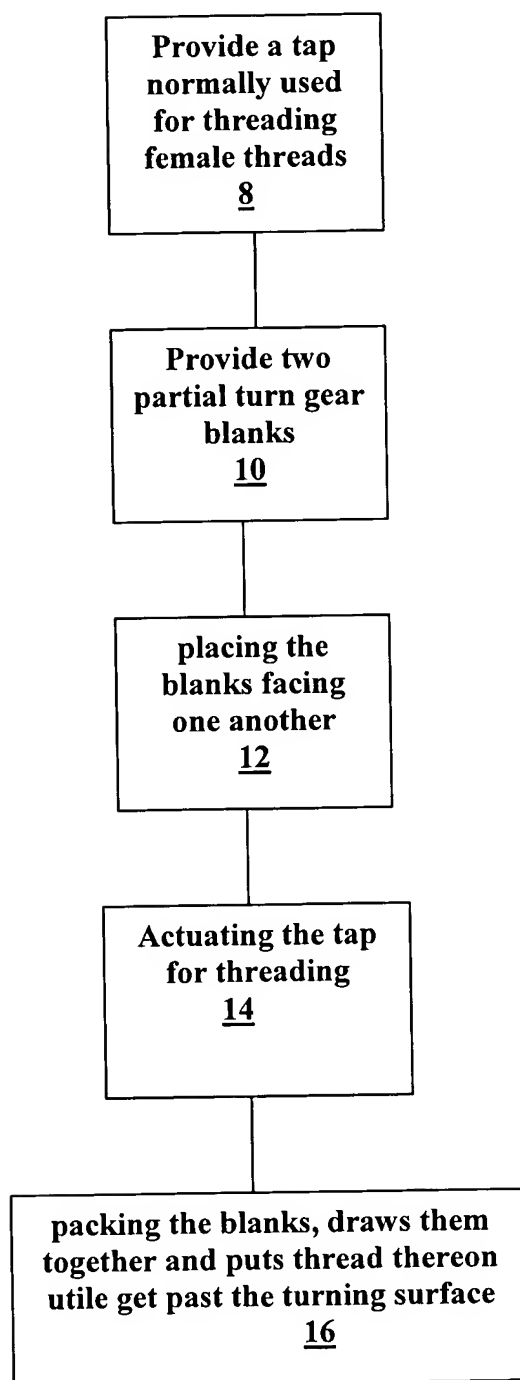 Provide a tap
normally used
for threading
female threads
8
Provide two
partial turn gear
blanks
10
placing the
blanks facing
one another
12
Actuating the tap
for threading
14
packing the blanks, draws them
together and puts thread thereon
utile get past the turning surface
16